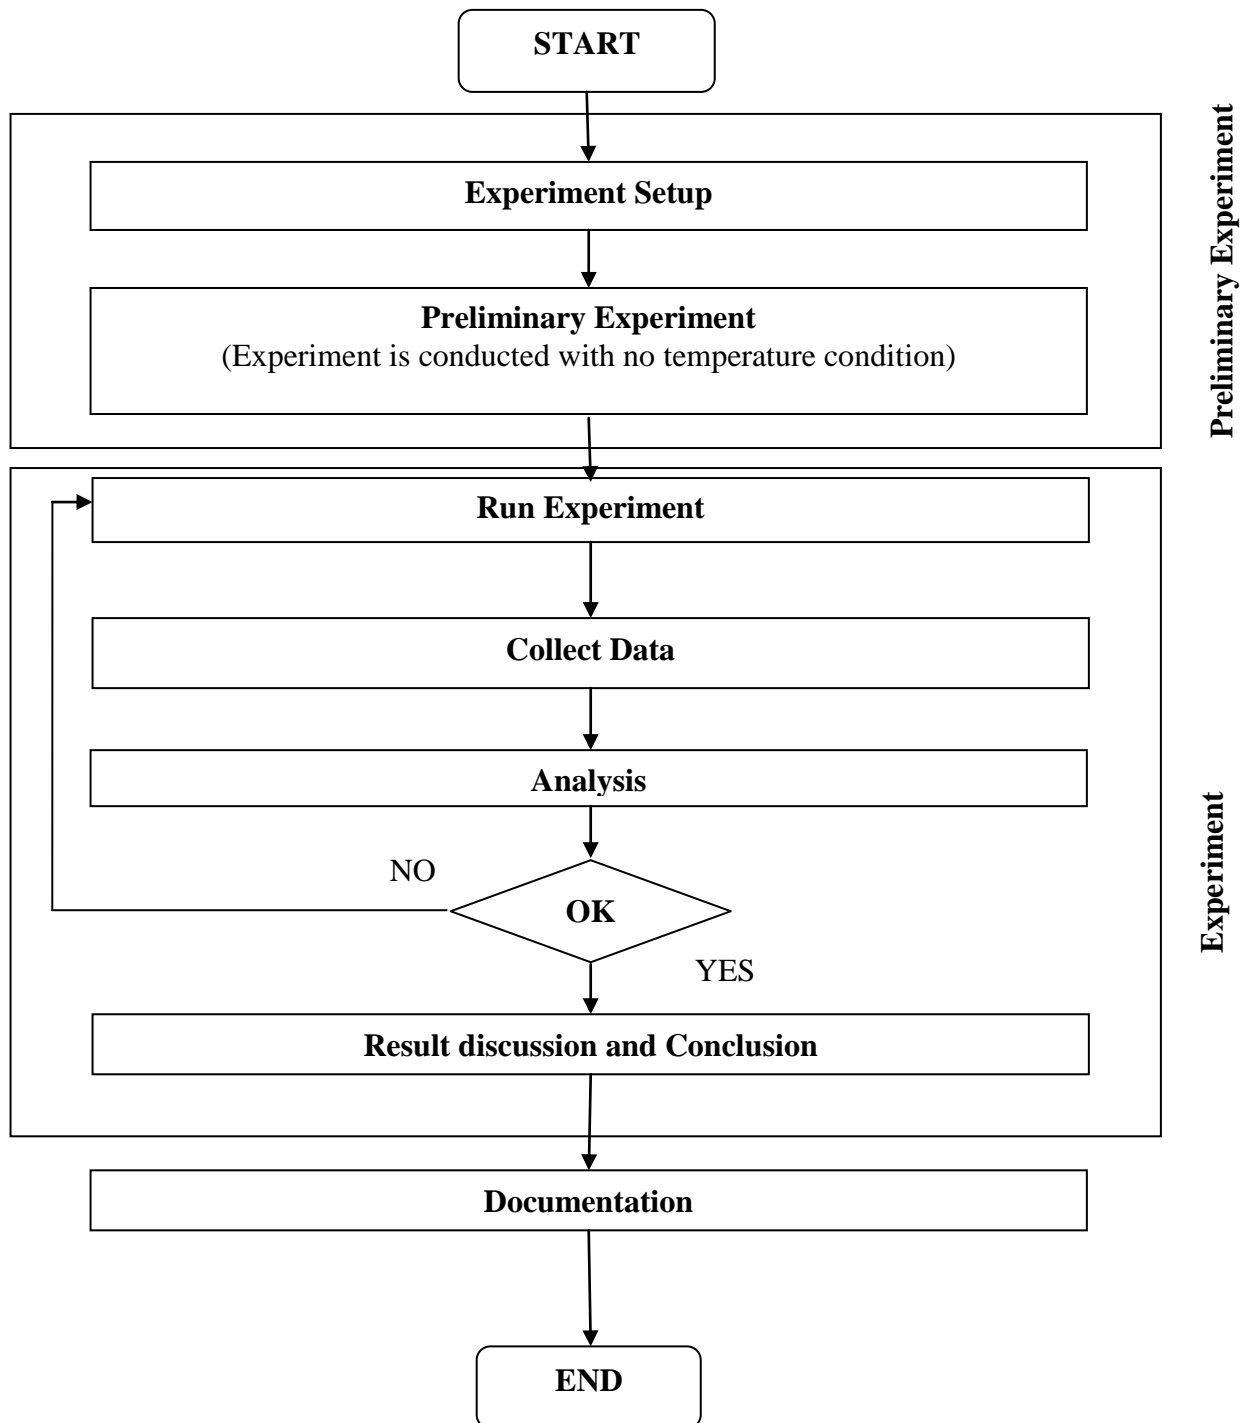 START
Preliminary Experiment
Experiment Setup
Preliminary Experiment
(Experiment is conducted with no temperature condition)
Run Experiment
Collect Data
Analysis
NO
OK
YES
Experiment
Result discussion and Conclusion
Documentation
END